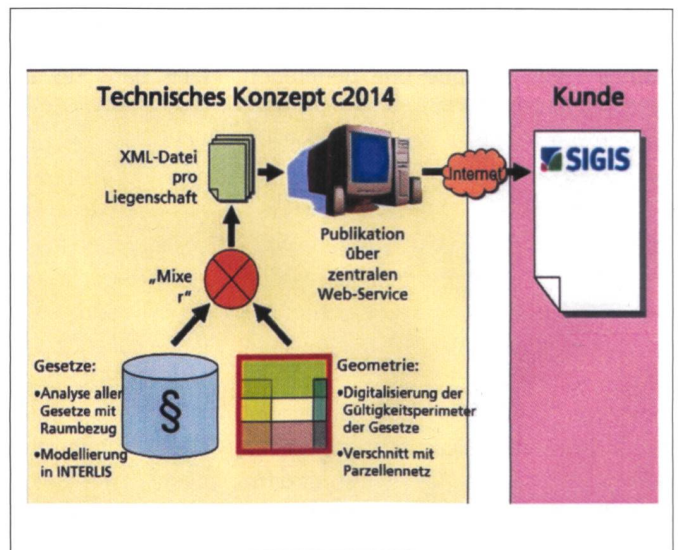 Technisches Konzept c2014
Kunde
XML-Datei
pro
Liegenschaft
Internet
SIGIS
Publikation
über
zentralen
Web-Service
„Mixe
r"
Gesetze:
•Analyse aller
Gesetze mit
Raumbezug
•Modellierung
in INTERLIS
§
Geometrie:
•Digitalisierung der
Gültigkeitsperimeter
der Gesetze
•Verschnitt mit
Parzellennetz